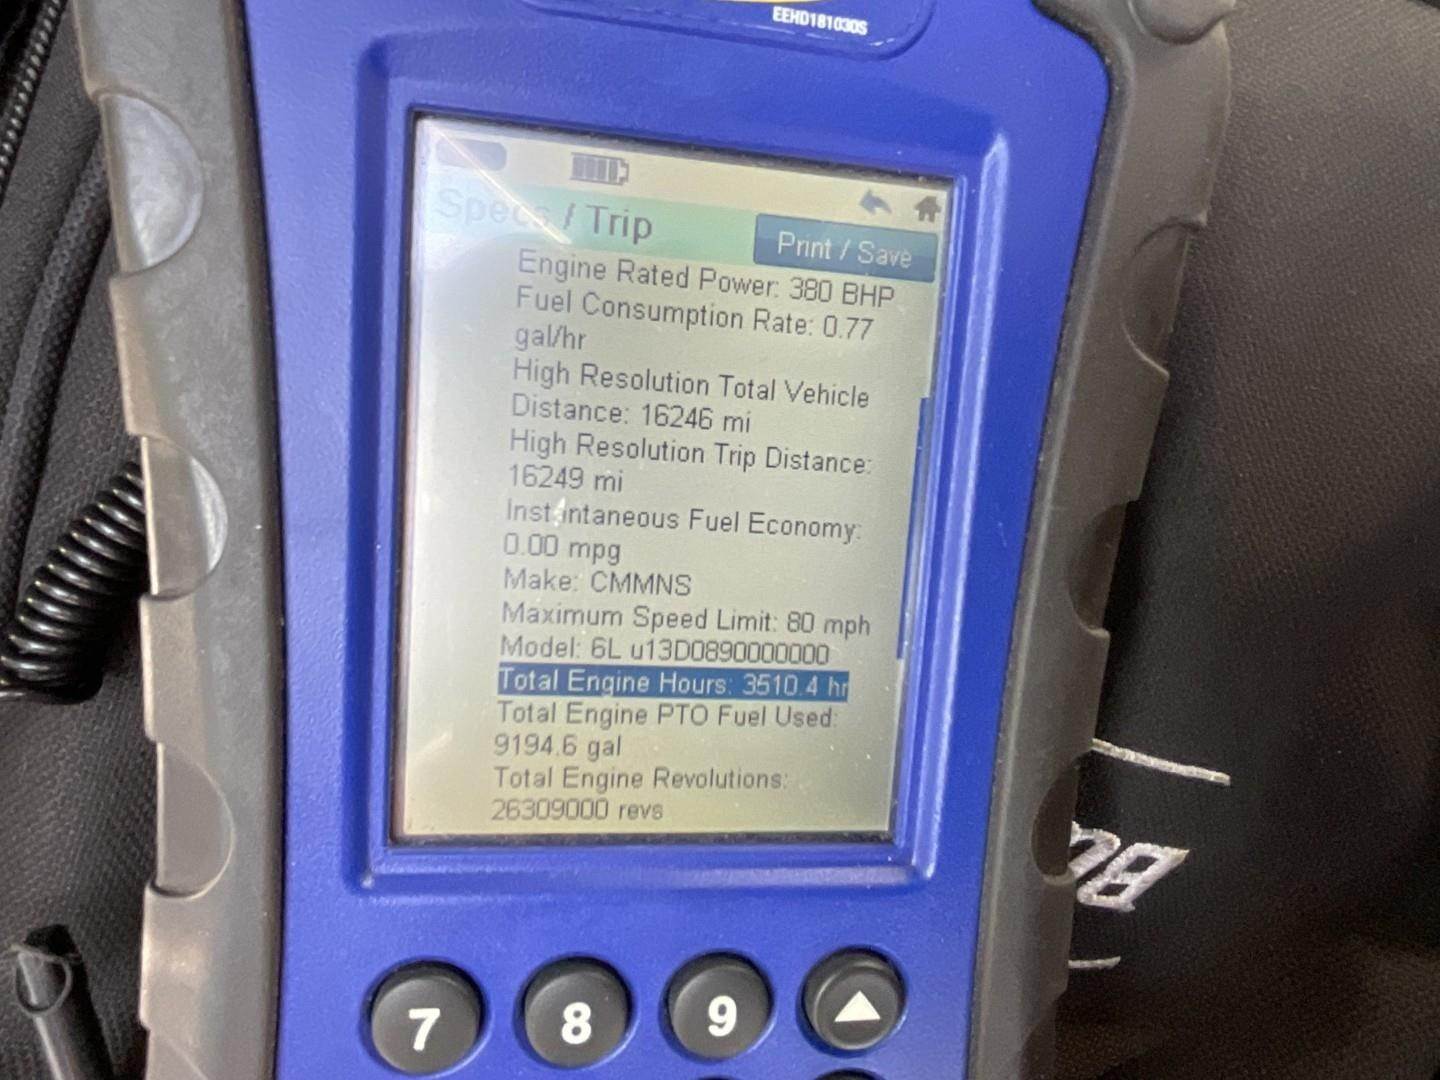 EEHD181030S
Specs / Trip
Print / Save
Engine Rated Power: 380 BHP
Fuel Consumption Rate: 0.77
gal/hr
High Resolution Total Vehicle
Distance: 16246 mi
High Resolution Trip Distance:
16249 mi
Instantaneous Fuel Economy:
0.00 mpg
Make: CMMNS
Maximum Speed Limit: 80 mph
Model: 6L u13D0890000000
Total Engine Hours: 3510.4 hr
Total Engine PTO Fuel Used:
9194.6 gal
Total Engine Revolutions:
26309000 revs
7 8 9